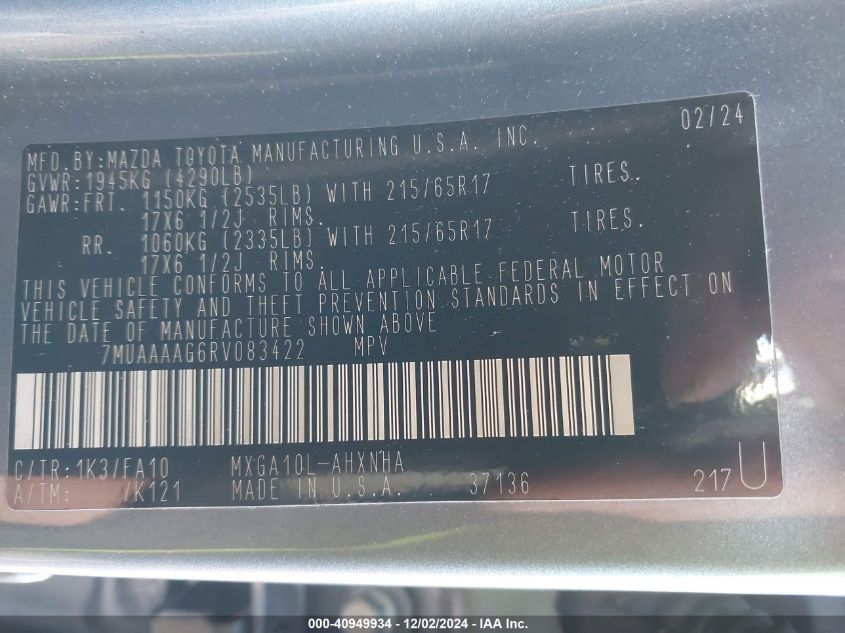 02/24
MFD.BY:MAZDA TOYOTA MANUFACTURING U.S.A. INC.
GVWR:1945KG (4290LB)
GAWR:FRT. 1150KG (2535LB) WITH 215/65R17 TIRES.
17X6 1/2J RIMS.
RR. 1060KG (2335LB) WITH 215/65R17 TIRES.
17X6 1/2J RIMS.
THIS VEHICLE CONFORMS TO ALL APPLICABLE FEDERAL MOTOR
VEHICLE SAFETY AND THEFT PREVENTION STANDARDS IN EFFECT ON
THE DATE OF MANUFACTURE SHOWN ABOVE
7MUAAAAG6RV083422 MPV
C/TR:1K3/FA10 MXGA10L-AHXNHA
A/TM: /K121 MADE IN U.S.A. 37136 217U
000-40949934 - 12/02/2024 - IAA Inc.